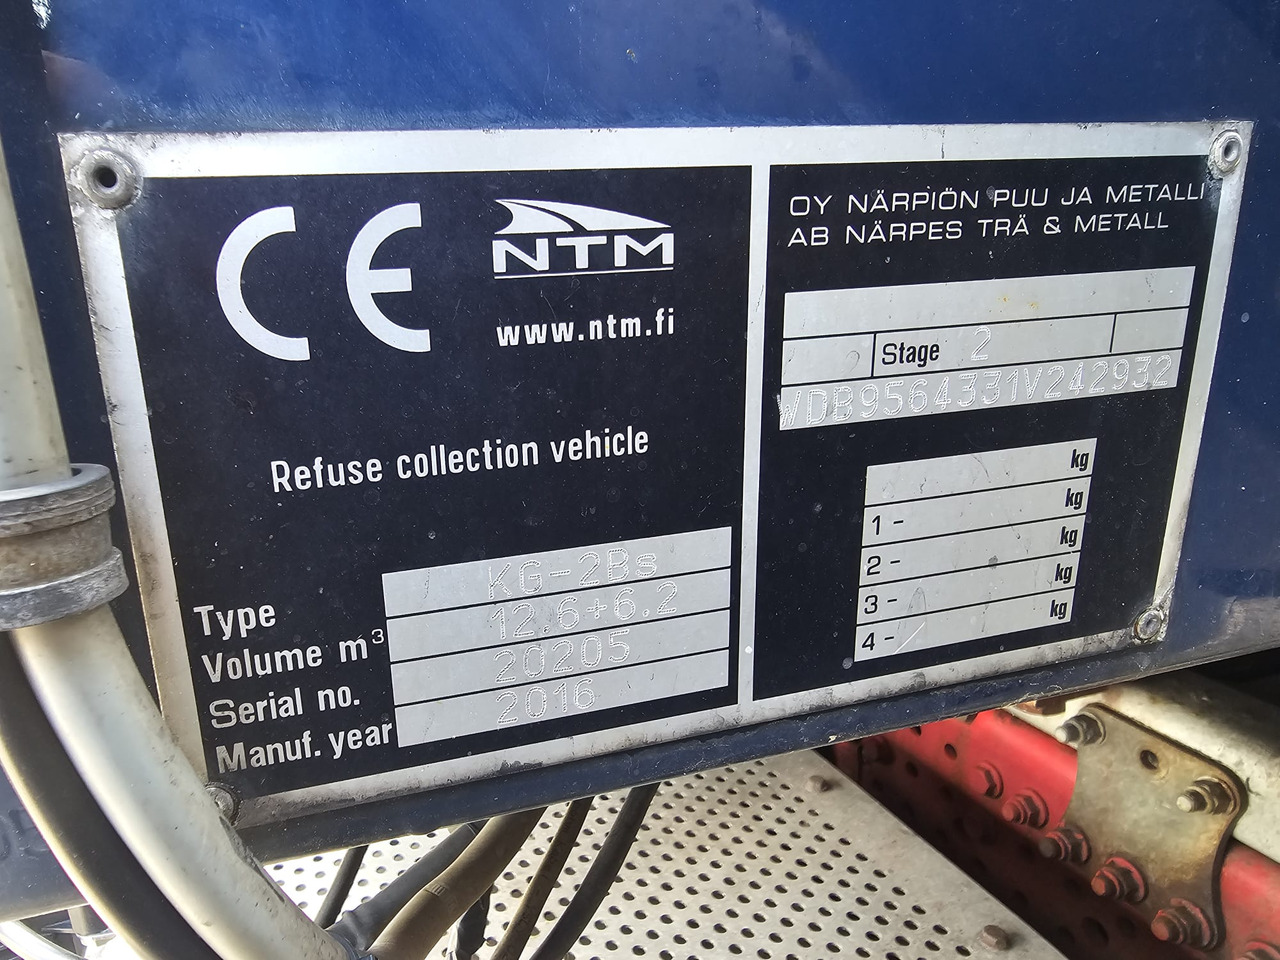 CE NTM
www.ntm.fi
Refuse collection vehicle
Type KG-2Bs
Volume m³ 12.6+6.2
Serial no. 20205
Manuf. year 2016
OY NÄRPIÖN PUU JA METALLI
AB NÄRPES TRÄ & METALL
Stage 2
WDB9564331V242932
kg
1 - kg
2 - kg
3 - kg
4 - kg